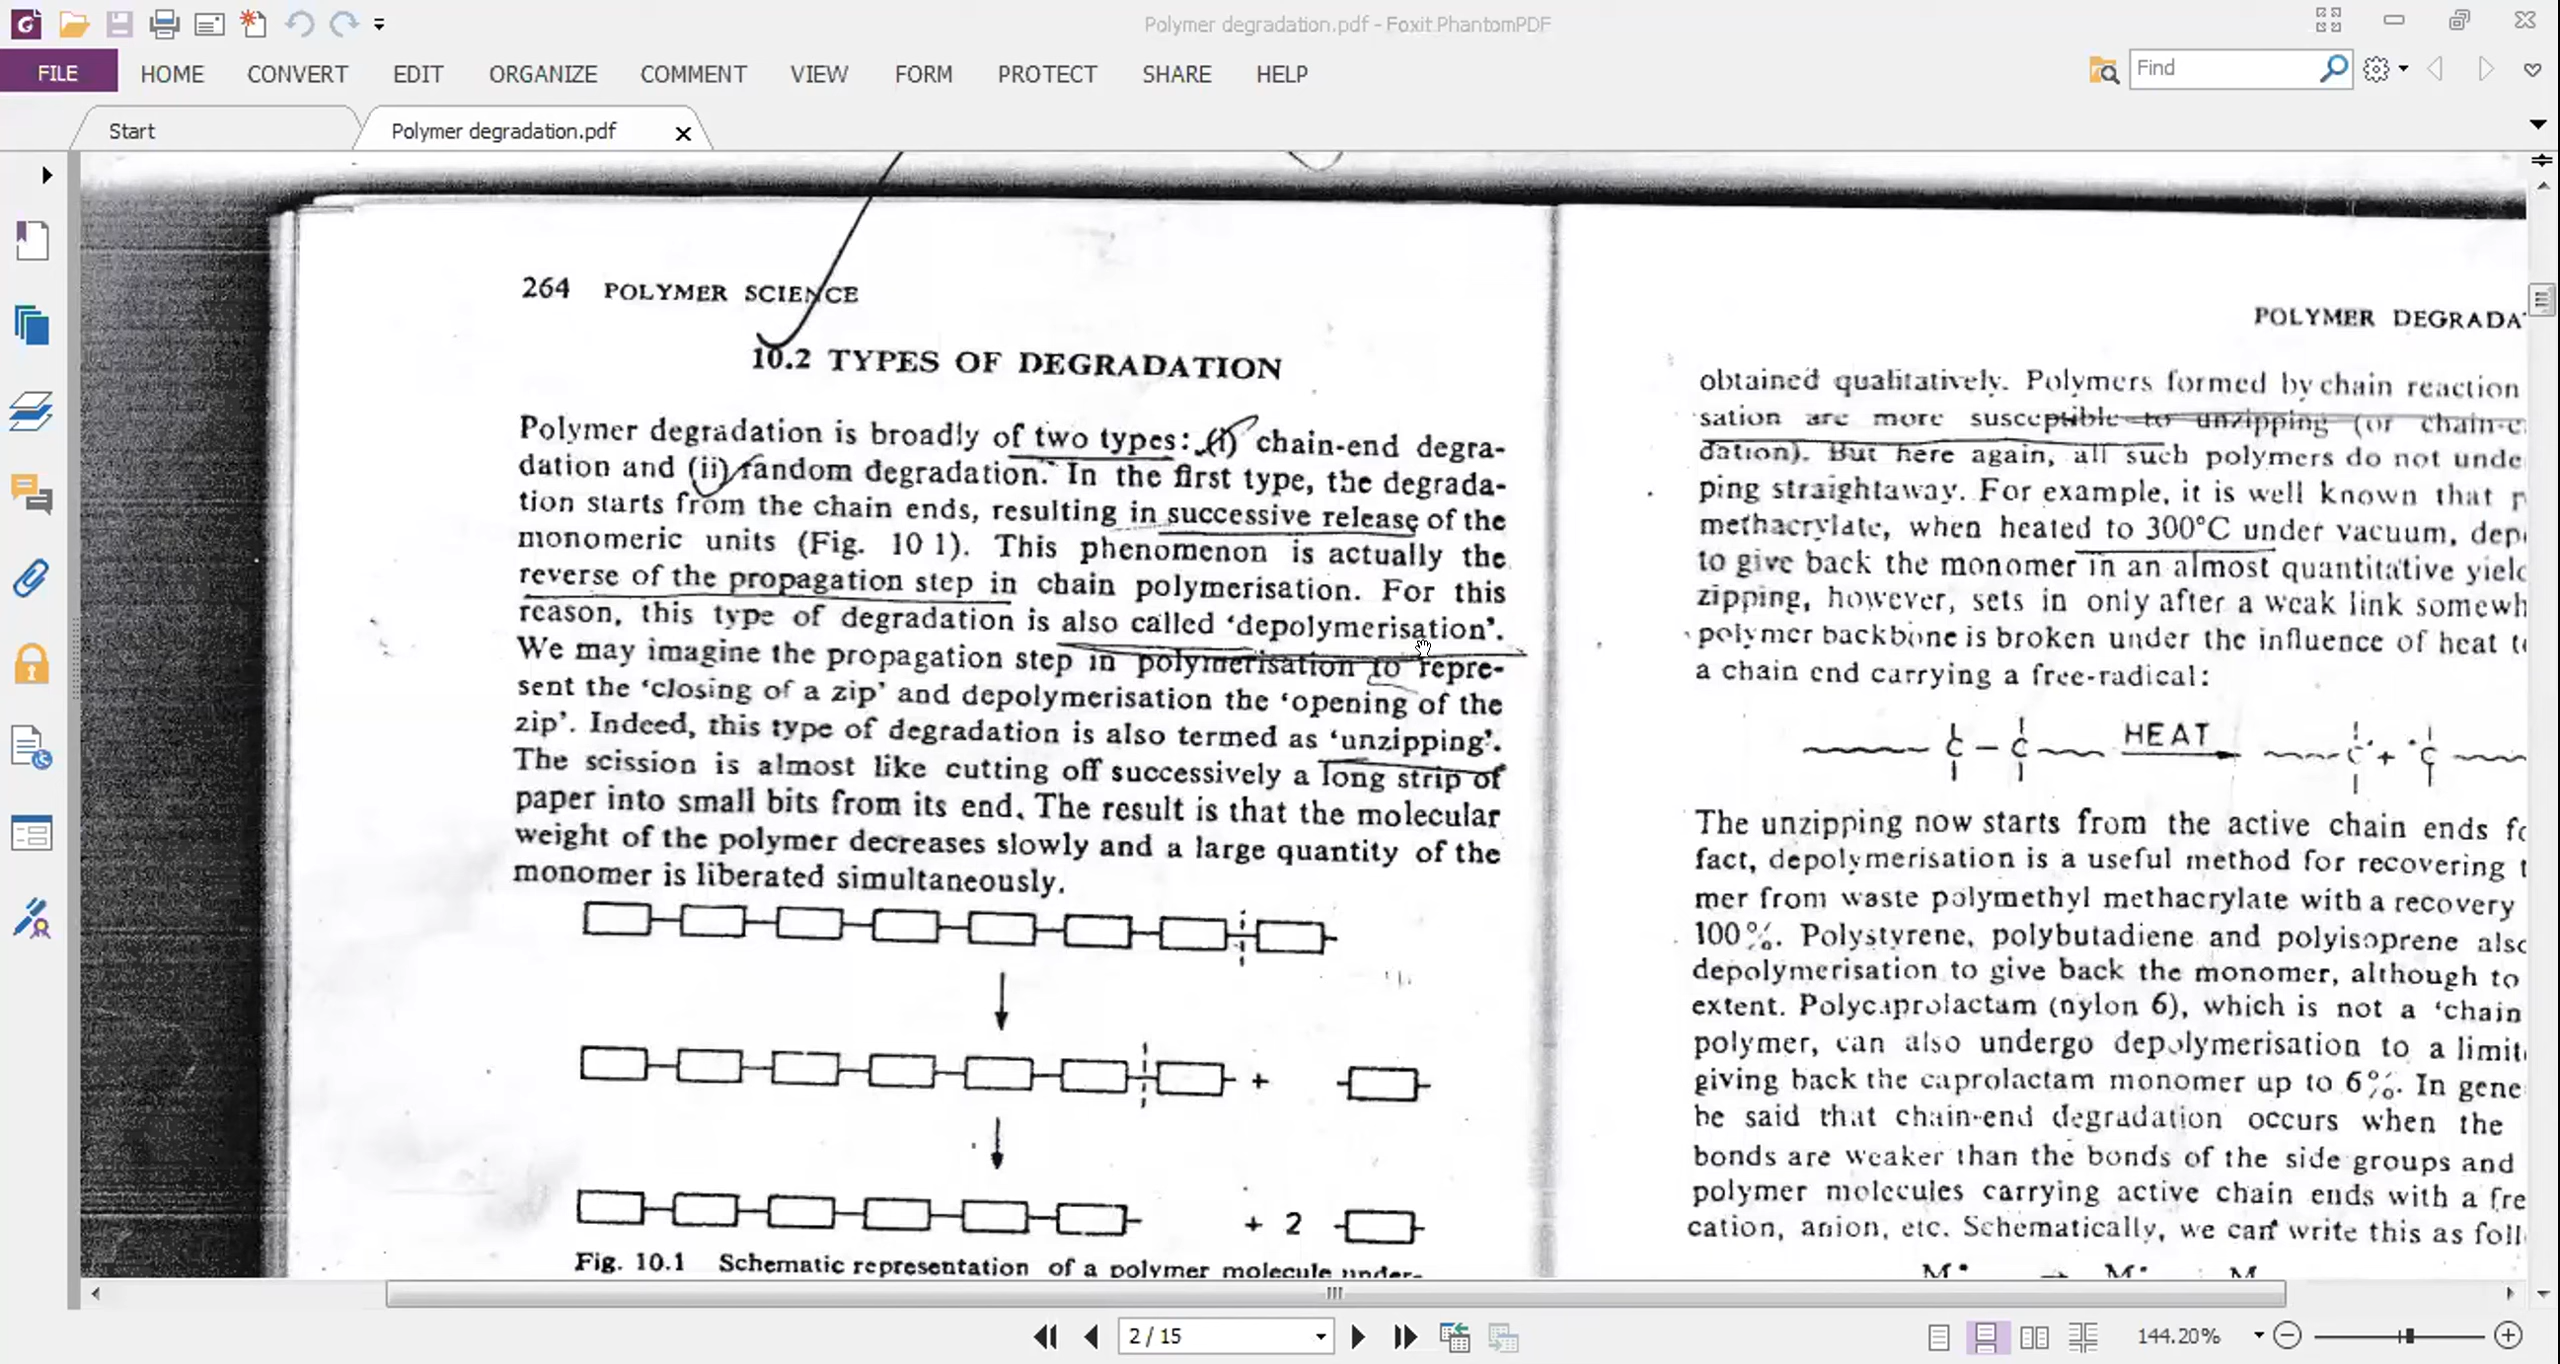 Polymer degradation.pdf - Foxit PhantomPDF
FILE HOME CONVERT EDIT ORGANIZE COMMENT VIEW FORM PROTECT SHARE HELP
Find
Start
Polymer degradation.pdf
264 POLYMER SCIENCE
10.2 TYPES OF DEGRADATION
Polymer degradation is broadly of two types: (i) chain-end degra-
dation and (ii) random degradation. In the first type, the degrada-
tion starts from the chain ends, resulting in successive release of the
monomeric units (Fig. 10 1). This phenomenon is actually the
reverse of the propagation step in chain polymerisation. For this
reason, this type of degradation is also called ‘depolymerisation’.
We may imagine the propagation step in polymerisation to repre-
sent the ‘closing of a zip’ and depolymerisation the ‘opening of the
zip’. Indeed, this type of degradation is also termed as ‘unzipping’.
The scission is almost like cutting off successively a long strip of
paper into small bits from its end. The result is that the molecular
weight of the polymer decreases slowly and a large quantity of the
monomer is liberated simultaneously.
+
+ 2
Fig. 10.1 Schematic representation of a polymer molecule under-
POLYMER DEGRADA
obtained qualitatively. Polymers formed by chain reaction
sation are more susceptible to unzipping (or chain-e
dation). But here again, all such polymers do not unde
ping straightaway. For example, it is well known that p
methacrylate, when heated to 300°C under vacuum, dep
to give back the monomer in an almost quantitative yield
zipping, however, sets in only after a weak link somewh
polymer backbone is broken under the influence of heat t
a chain end carrying a free-radical:
C – C HEAT C· + ·C
The unzipping now starts from the active chain ends fo
fact, depolymerisation is a useful method for recovering t
mer from waste polymethyl methacrylate with a recovery
100%. Polystyrene, polybutadiene and polyisoprene also
depolymerisation to give back the monomer, although to
extent. Polycaprolactam (nylon 6), which is not a ‘chain
polymer, can also undergo depolymerisation to a limit
giving back the caprolactam monomer up to 6%. In gene
be said that chain-end degradation occurs when the
bonds are weaker than the bonds of the side groups and
polymer molecules carrying active chain ends with a fre
cation, anion, etc. Schematically, we can write this as foll
2 / 15
144.20%